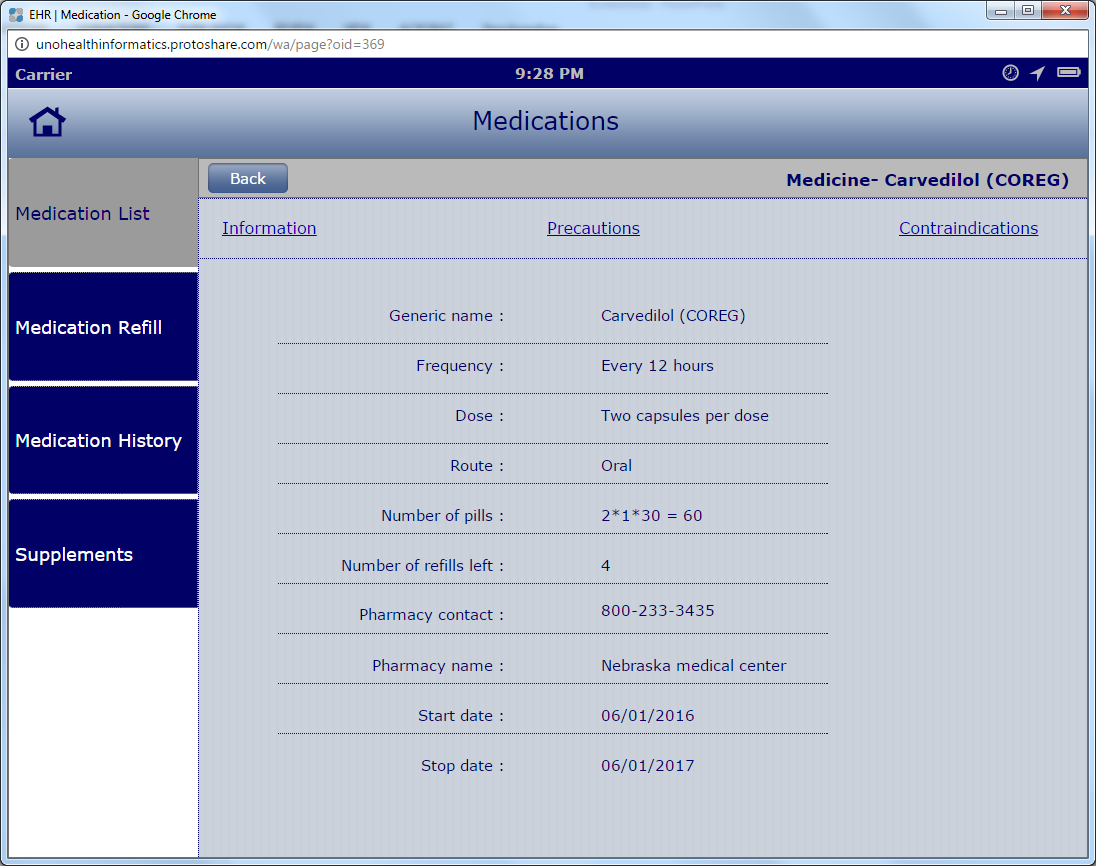 EHR | Medication - Google Chrome
unohealthinformatics.protoshare.com/wa/page?oid=369
Carrier 9:28 PM
Medications
Back Medicine- Carvedilol (COREG)
Medication List
Information Precautions Contraindications
Medication Refill
Medication History
Supplements
Generic name : Carvedilol (COREG)
Frequency : Every 12 hours
Dose : Two capsules per dose
Route : Oral
Number of pills : 2*1*30 = 60
Number of refills left : 4
Pharmacy contact : 800-233-3435
Pharmacy name : Nebraska medical center
Start date : 06/01/2016
Stop date : 06/01/2017